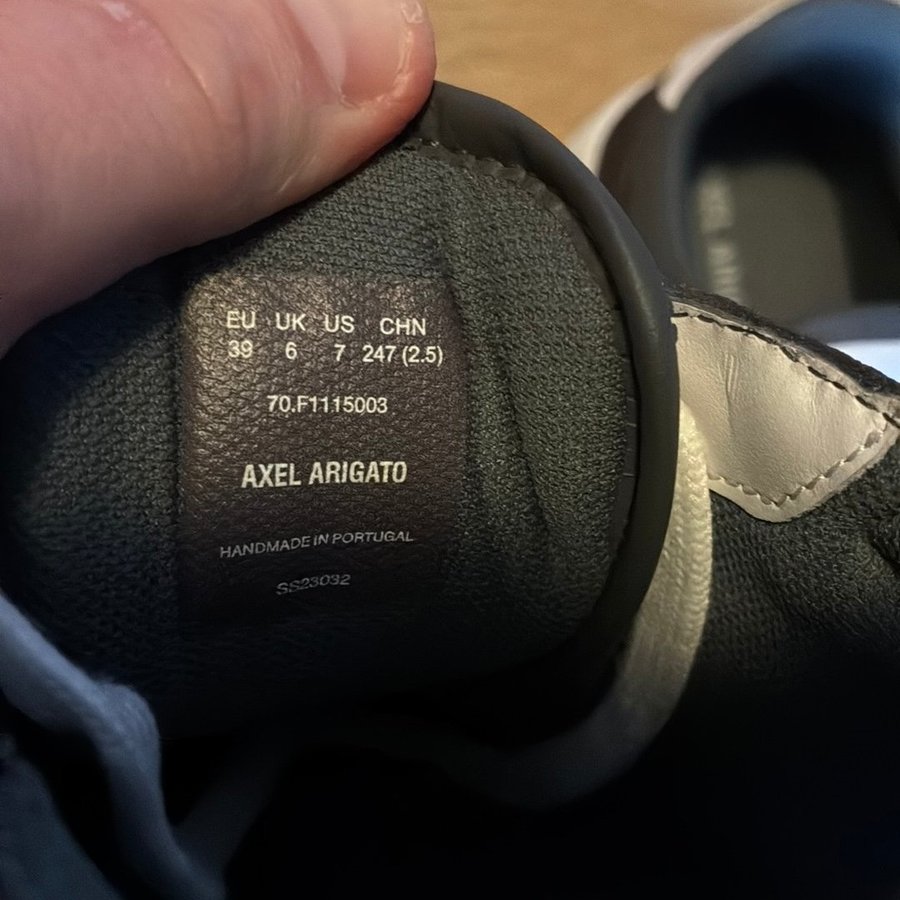 EU UK US CHN
39 6 7 247 (2.5)
70.F1115003
AXEL ARIGATO
HANDMADE IN PORTUGAL
SS23032